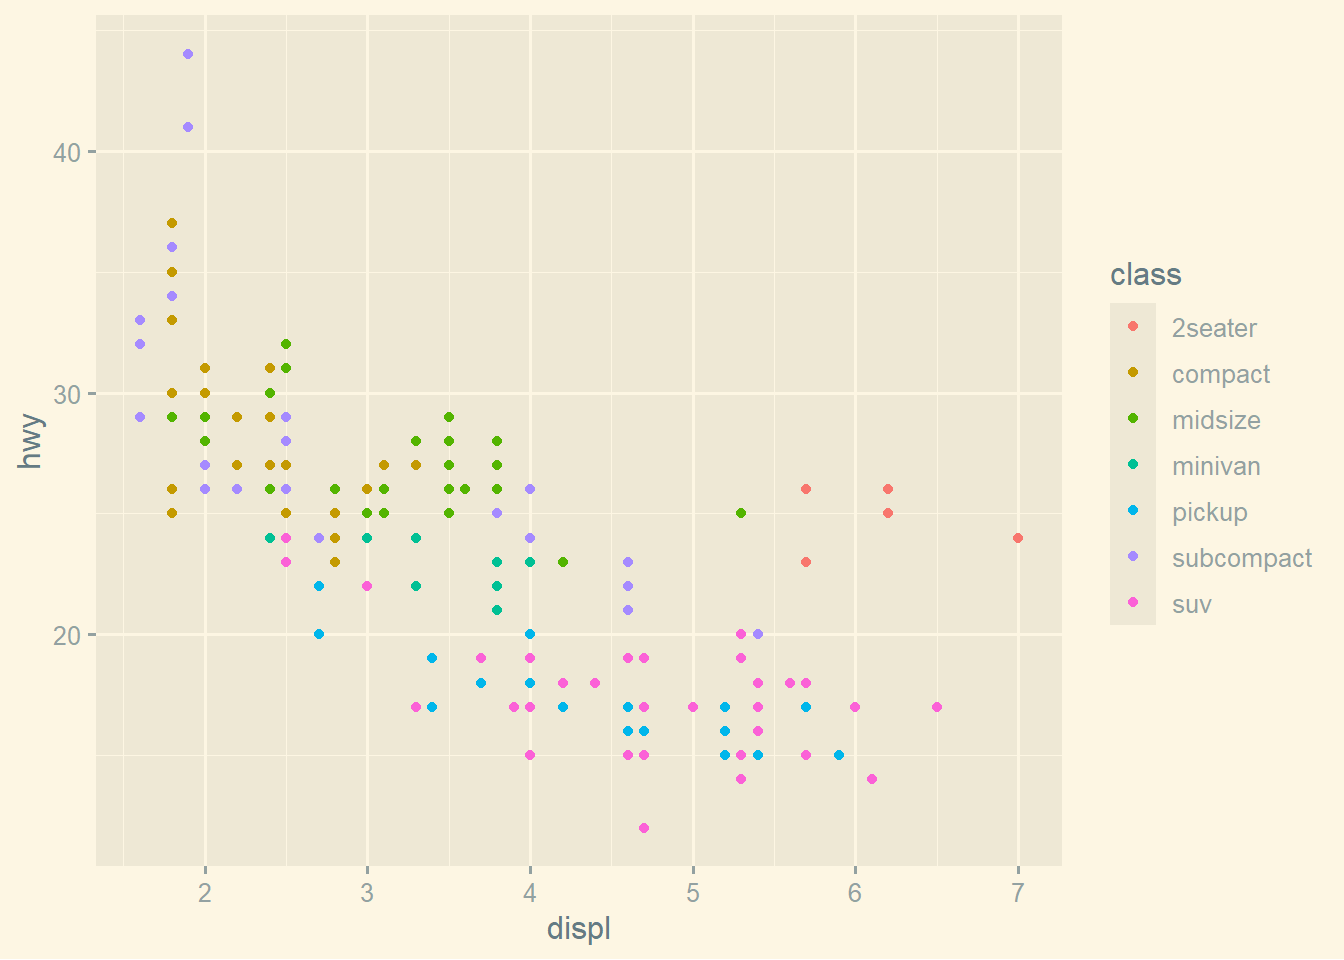 hwy
40
30
20
2 3 4 5 6 7
displ
class
2seater
compact
midsize
minivan
pickup
subcompact
suv